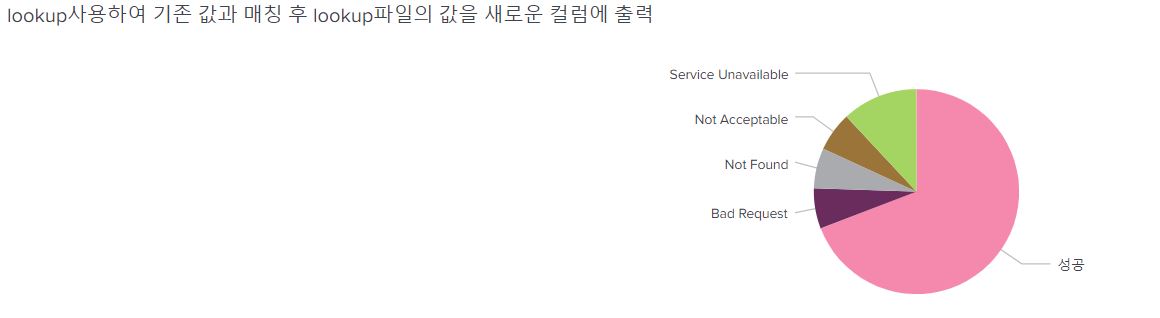 lookup사용하여 기존 값과 매칭 후 lookup파일의 값을 새로운 컬럼에 출력
Service Unavailable
Not Acceptable
Not Found
Bad Request
성공